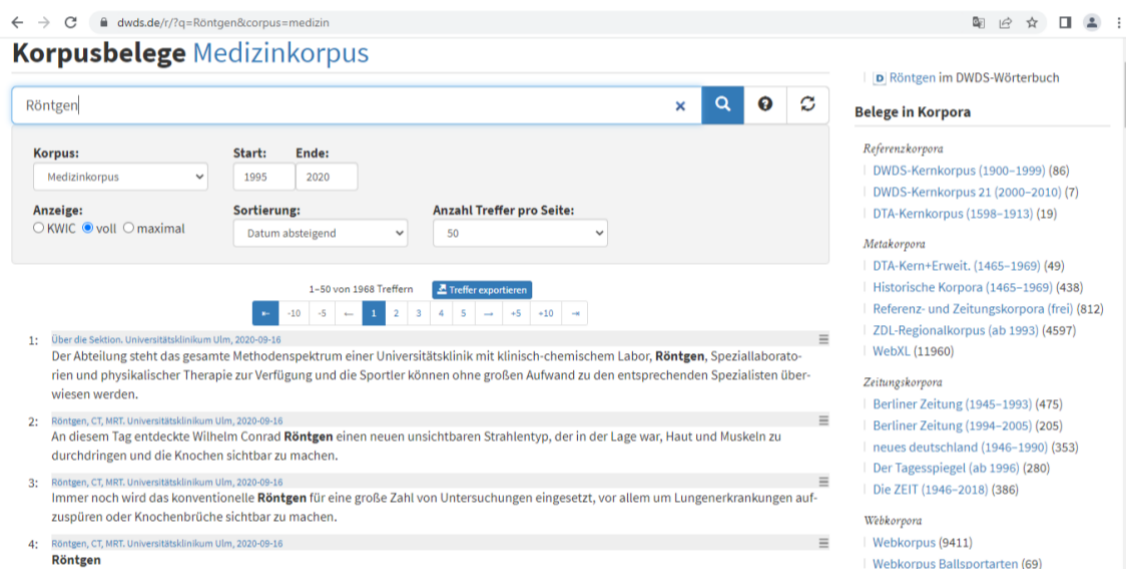 dwds.de/r/?q=Röntgen&corpus=medizin
Korpusbelege Medizinkorpus
Röntgen
Korpus:
Medizinkorpus
Start:
1995
Ende:
2020
Anzeige:
KWIC voll maximal
Sortierung:
Datum absteigend
Anzahl Treffer pro Seite:
50
1–50 von 1968 Treffern
Treffer exportieren
-10 -5 1 2 3 4 5 +5 +10
1: Über die Sektion. Universitätsklinikum Ulm, 2020-09-16
Der Abteilung steht das gesamte Methodenspektrum einer Universitätsklinik mit klinisch-chemischem Labor, Röntgen, Speziallaborato-
rien und physikalischer Therapie zur Verfügung und die Sportler können ohne großen Aufwand zu den entsprechenden Spezialisten über-
wiesen werden.
2: Röntgen, CT, MRT. Universitätsklinikum Ulm, 2020-09-16
An diesem Tag entdeckte Wilhelm Conrad Röntgen einen neuen unsichtbaren Strahlentyp, der in der Lage war, Haut und Muskeln zu
durchdringen und die Knochen sichtbar zu machen.
3: Röntgen, CT, MRT. Universitätsklinikum Ulm, 2020-09-16
Immer noch wird das konventionelle Röntgen für eine große Zahl von Untersuchungen eingesetzt, vor allem um Lungenerkrankungen auf-
zuspüren oder Knochenbrüche sichtbar zu machen.
4: Röntgen, CT, MRT. Universitätsklinikum Ulm, 2020-09-16
Röntgen
D Röntgen im DWDS-Wörterbuch
Belege in Korpora
Referenzkorpora
DWDS-Kernkorpus (1900–1999) (86)
DWDS-Kernkorpus 21 (2000–2010) (7)
DTA-Kernkorpus (1598–1913) (19)
Metakorpora
DTA-Kern+Erweit. (1465–1969) (49)
Historische Korpora (1465–1969) (438)
Referenz- und Zeitungskorpora (frei) (812)
ZDL-Regionalkorpus (ab 1993) (4597)
WebXL (11960)
Zeitungskorpora
Berliner Zeitung (1945–1993) (475)
Berliner Zeitung (1994–2005) (205)
neues deutschland (1946–1990) (353)
Der Tagesspiegel (ab 1996) (280)
Die ZEIT (1946–2018) (386)
Webkorpora
Webkorpus (9411)
Webkorpus Ballsportarten (69)